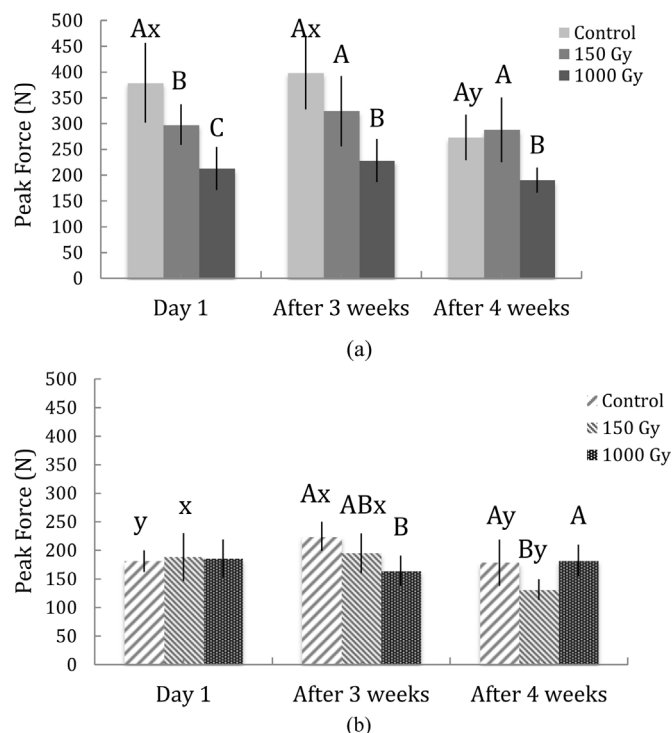 500
450
400
350
300
250
200
150
100
50
0
Peak Force (N)
Ax
B
C
Ax
A
B
Ay
A
B
Control
150 Gy
1000 Gy
Day 1
After 3 weeks
After 4 weeks
(a)
500
450
400
350
300
250
200
150
100
50
0
Peak Force (N)
y
x
Ax
ABx
B
Ay
By
A
Control
150 Gy
1000 Gy
Day 1
After 3 weeks
After 4 weeks
(b)